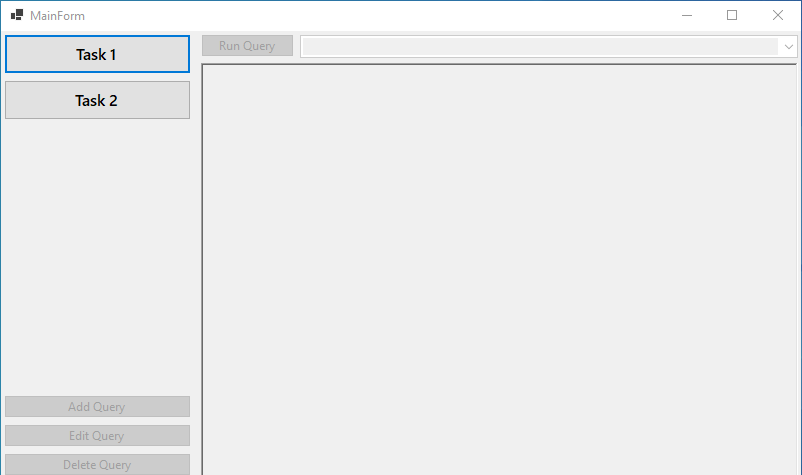 MainForm
Task 1
Run Query
Task 2
Add Query
Edit Query
Delete Query